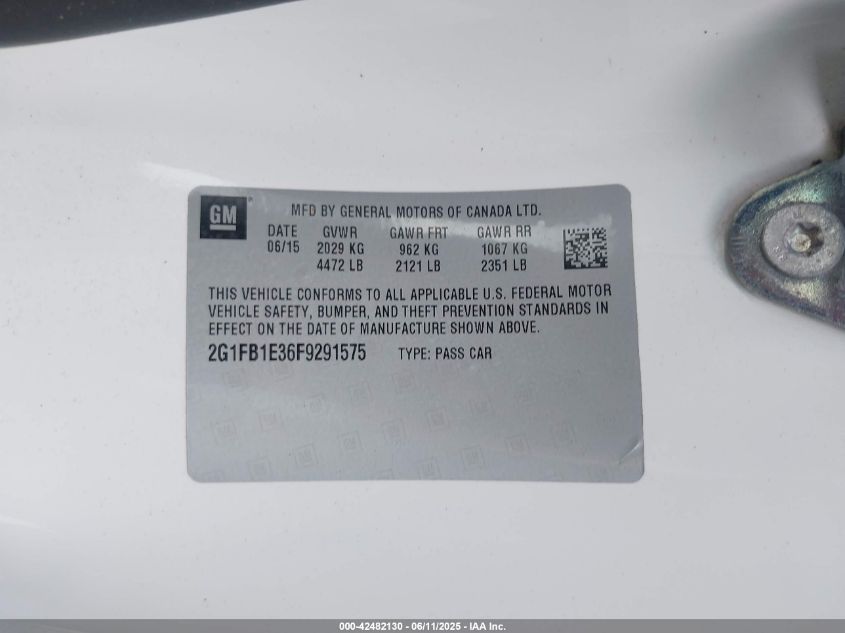 GM
MFD BY GENERAL MOTORS OF CANADA LTD.
DATE GVWR GAWR FRT GAWR RR
06/15 2029 KG 962 KG 1067 KG
4472 LB 2121 LB 2351 LB
THIS VEHICLE CONFORMS TO ALL APPLICABLE U.S. FEDERAL MOTOR
VEHICLE SAFETY, BUMPER, AND THEFT PREVENTION STANDARDS IN
EFFECT ON THE DATE OF MANUFACTURE SHOWN ABOVE.
2G1FB1E36F9291575 TYPE: PASS CAR
000-42482130 - 06/11/2025 - IAA Inc.